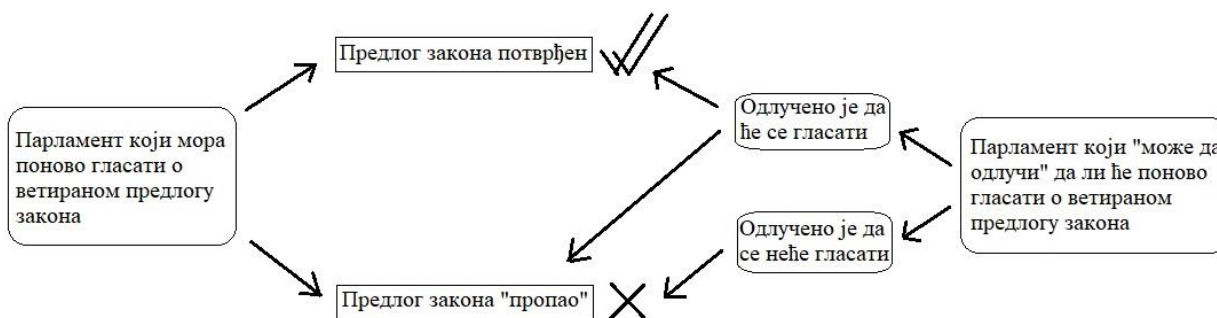 Предлог закона потврђен
Парламент који мора
поново гласати о
ветираном предлогу
закона
Одлучено је да
ће се гласати
Парламент који "може да
одлучи" да ли ће поново
гласати о ветираном
предлогу закона
Одлучено је да
се неће гласати
Предлог закона "пропао"